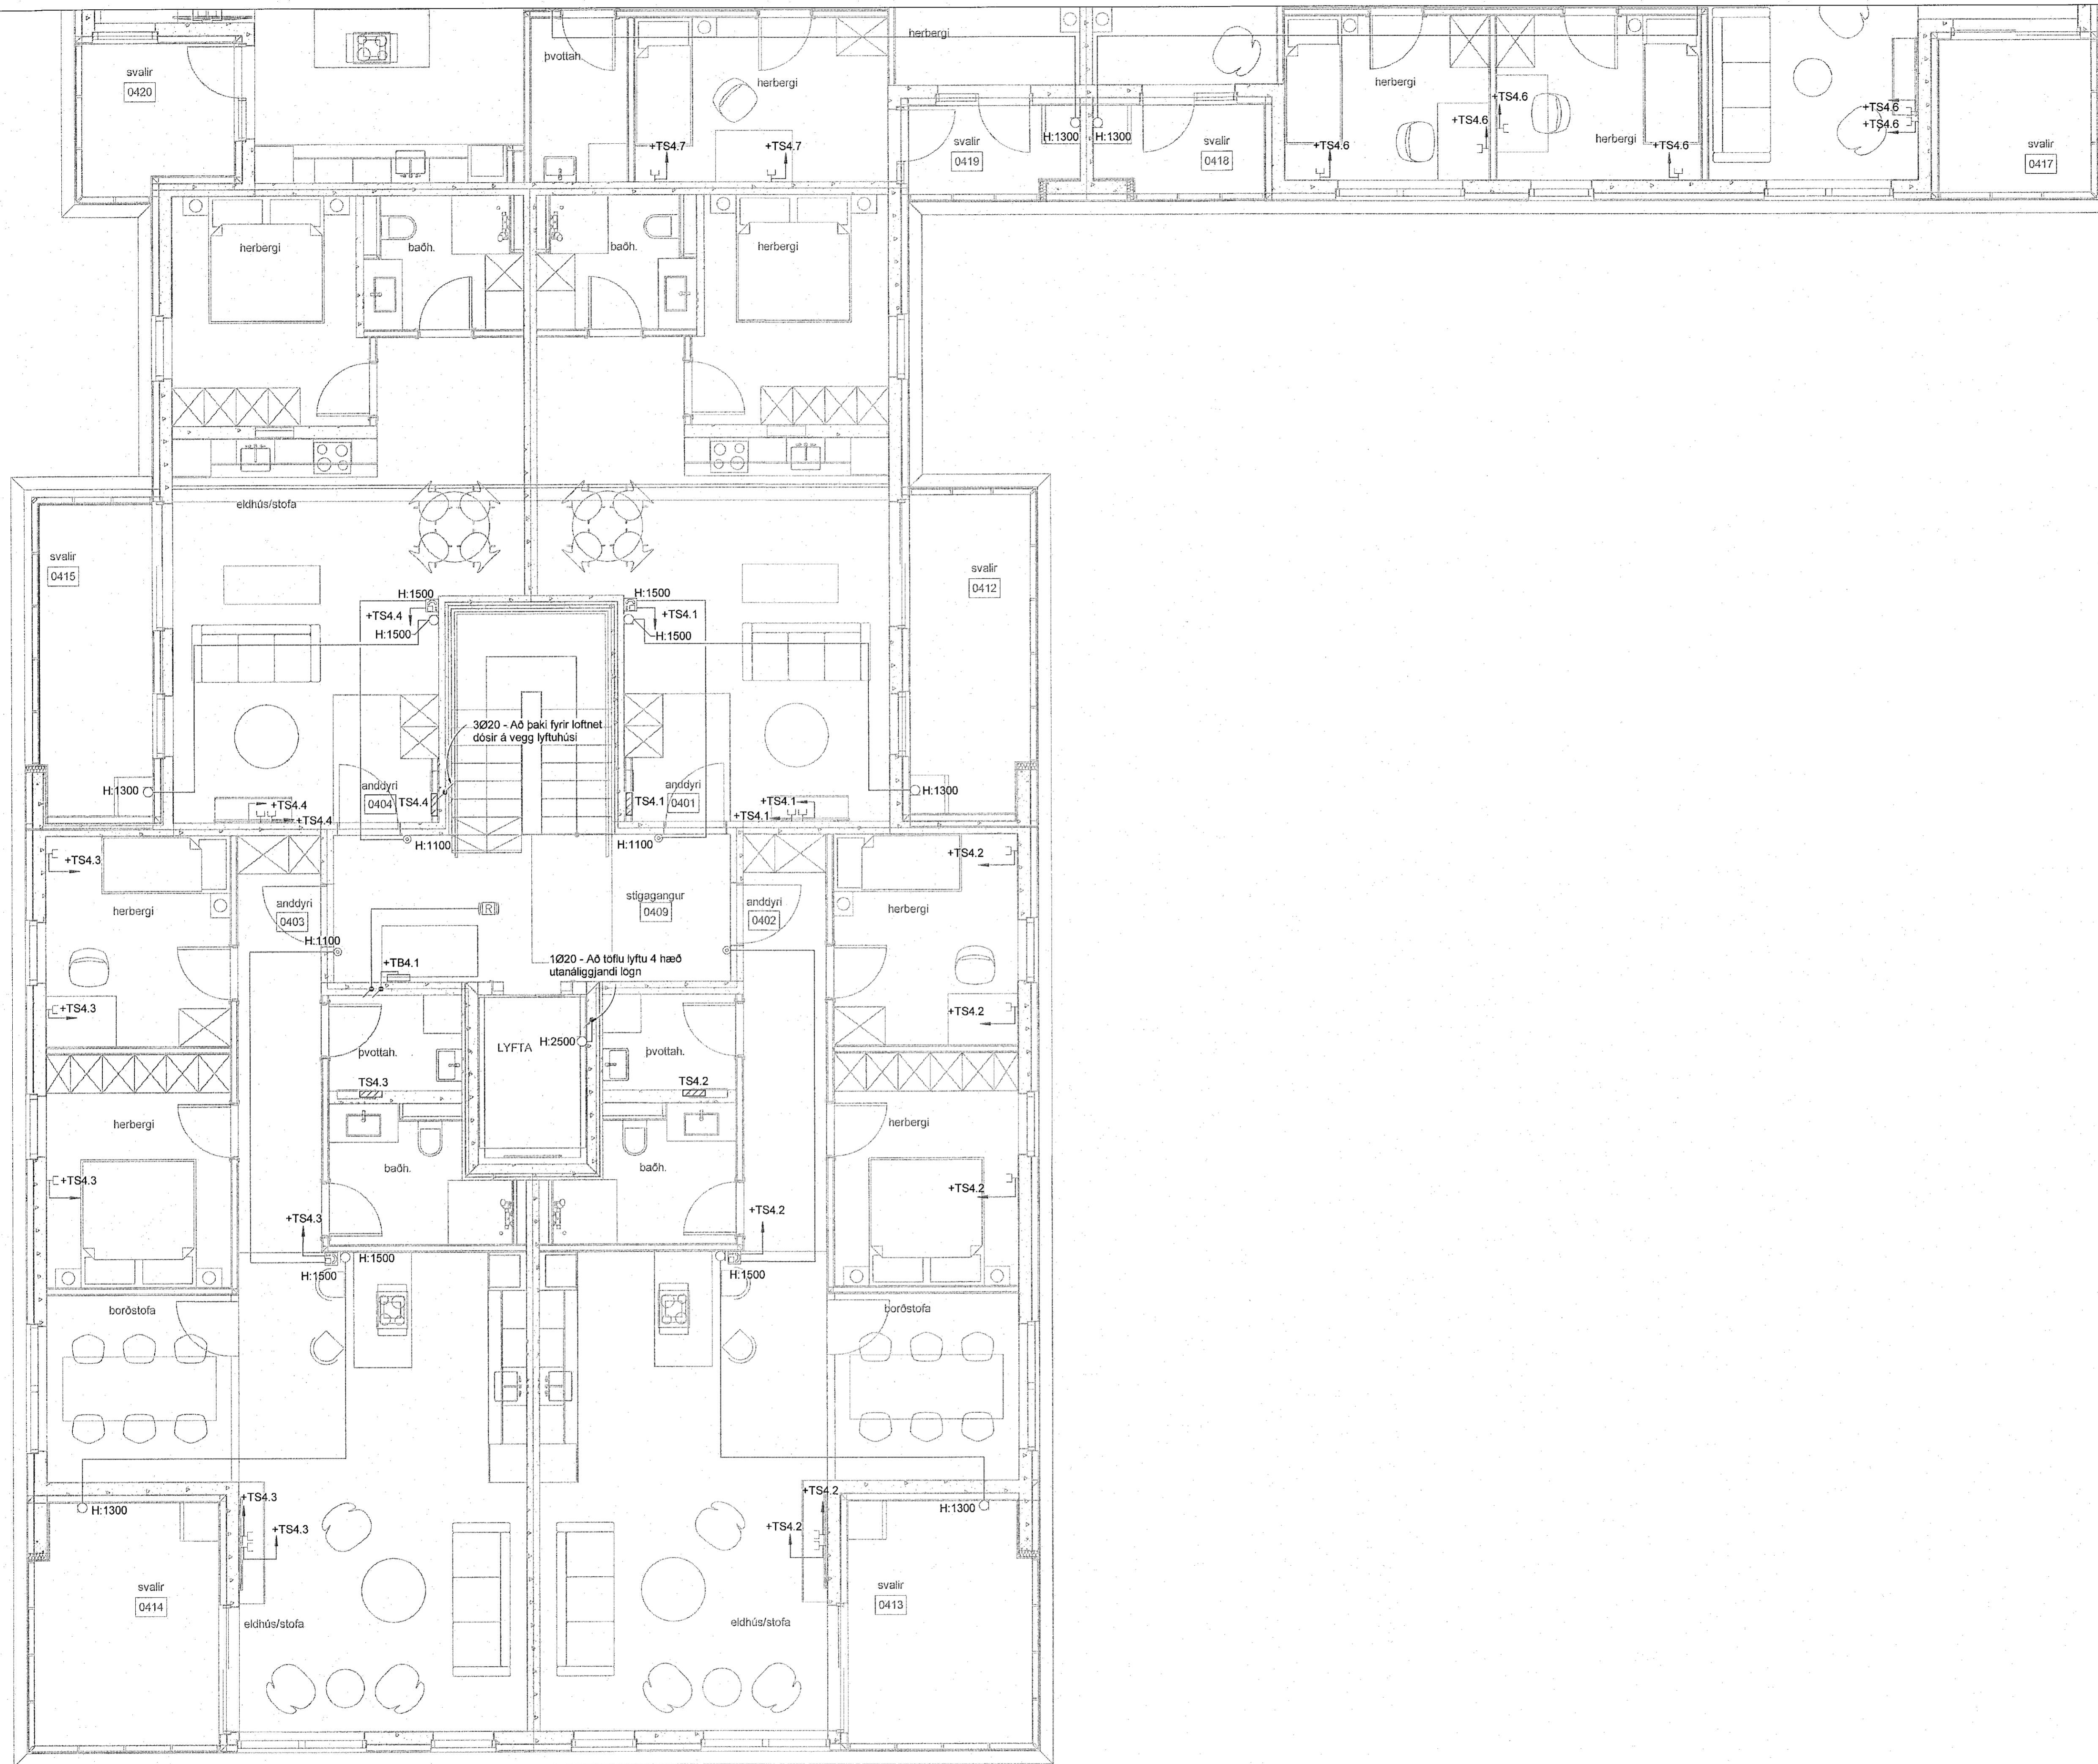 svalir
0420
þvottah.
herbergi
+TS4.7
+TS4.7
herbergi
svalir
0419
H:1300
H:1300
svalir
0418
herbergi
+TS4.6
+TS4.6
+TS4.6
herbergi
+TS4.6
+TS4.6
+TS4.6
svalir
0417
herbergi
baðh.
baðh.
herbergi
eldhús/stofa
svalir
0415
svalir
0412
H:1500
+TS4.4
H:1500
H:1500
+TS4.1
H:1500
3Ø20 - Að þaki fyrir loftnet
dósir á vegg lyftuhúsi
H:1300
+TS4.4
+TS4.4
anddyri
0404
TS4.4
TS4.1
anddyri
0401
+TS4.1
+TS4.1
H:1300
H:1100
H:1100
+TS4.3
herbergi
anddyri
0403
H:1100
R
stigagangur
0409
anddyri
0402
+TS4.2
herbergi
+TB4.1
1Ø20 - Að töflu lyftu 4 hæð
utanáliggjandi lögn
+TS4.3
+TS4.2
þvottah.
LYFTA
H:2500
þvottah.
TS4.3
TS4.2
herbergi
herbergi
baðh.
baðh.
+TS4.3
+TS4.2
+TS4.3
+TS4.2
H:1500
H:1500
H:1500
borðstofa
borðstofa
+TS4.3
H:1300
+TS4.3
+TS4.2
+TS4.2
H:1300
svalir
0414
svalir
0413
eldhús/stofa
eldhús/stofa